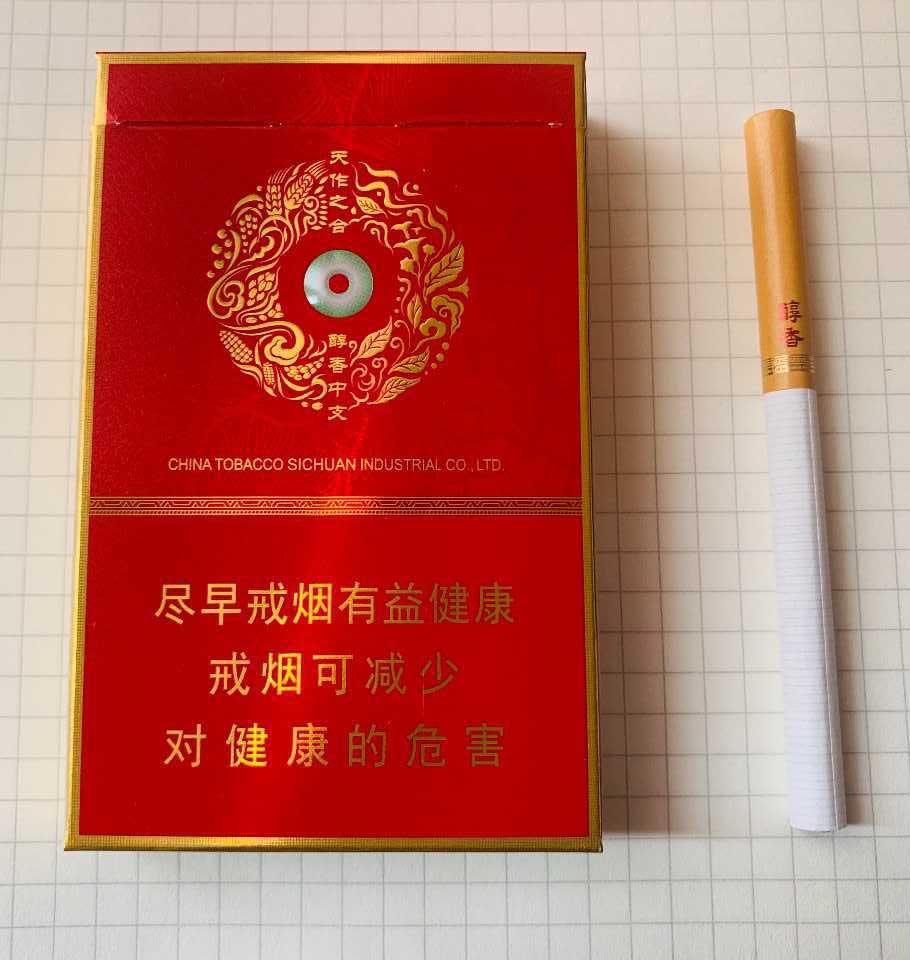 天作之合
醇香中支
CHINA TOBACCO SICHUAN INDUSTRIAL CO., LTD.
尽早戒烟有益健康
戒烟可减少
对健康的危害
醇香